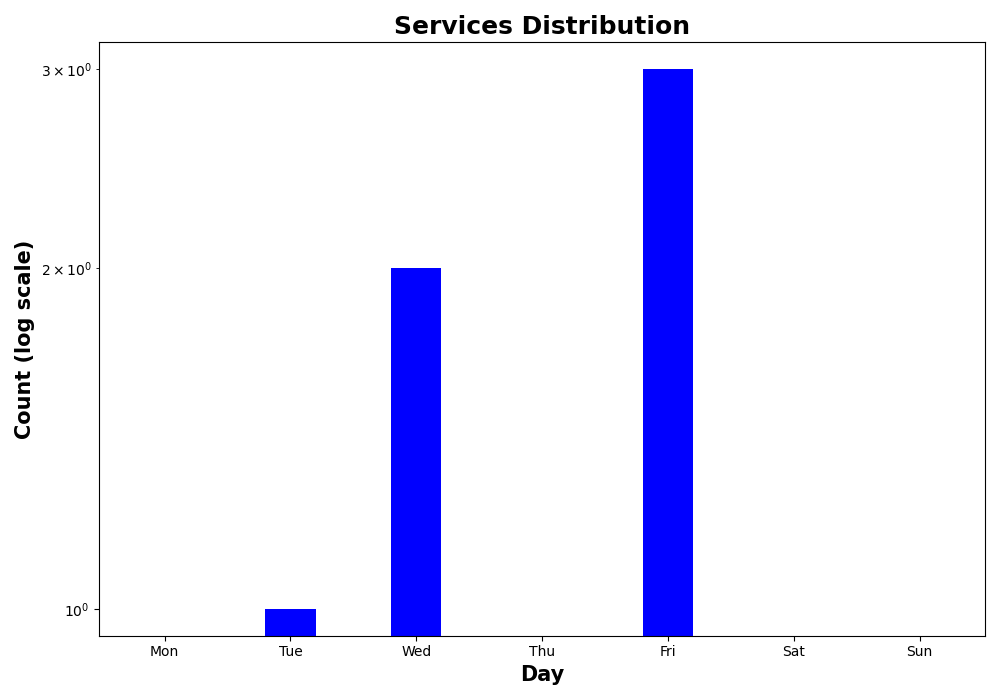 Services Distribution
Count (log scale)
3 × 10⁰
2 × 10⁰
10⁰
Mon Tue Wed Thu Fri Sat Sun
Day